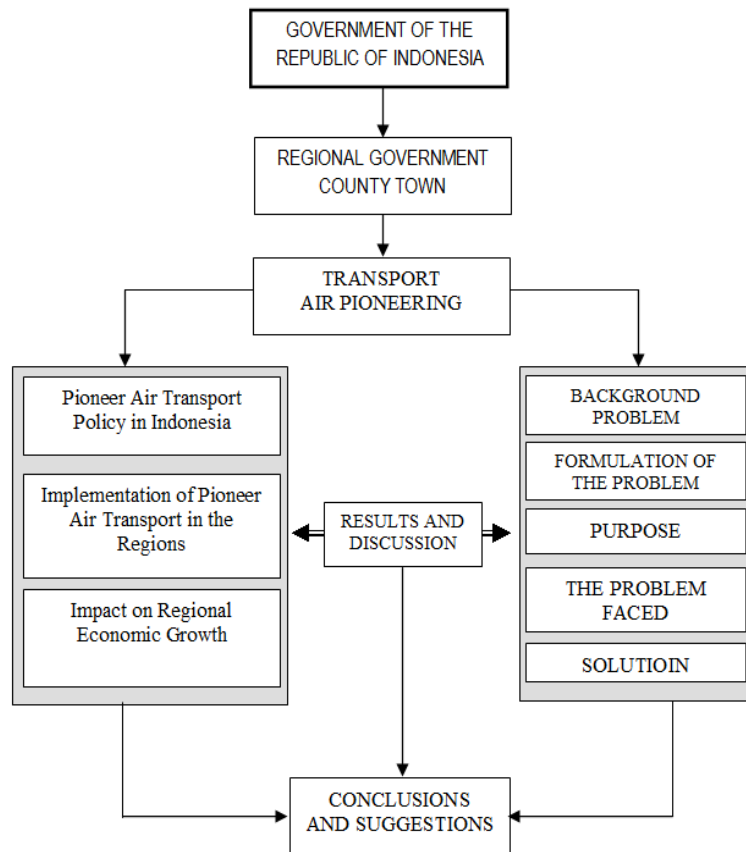 GOVERNMENT OF THE
REPUBLIC OF INDONESIA
REGIONAL GOVERNMENT
COUNTY TOWN
TRANSPORT
AIR PIONEERING
Pioneer Air Transport
Policy in Indonesia
Implementation of Pioneer
Air Transport in the
Regions
Impact on Regional
Economic Growth
RESULTS AND
DISCUSSION
BACKGROUND
PROBLEM
FORMULATION OF
THE PROBLEM
PURPOSE
THE PROBLEM
FACED
SOLUTIOIN
CONCLUSIONS
AND SUGGESTIONS